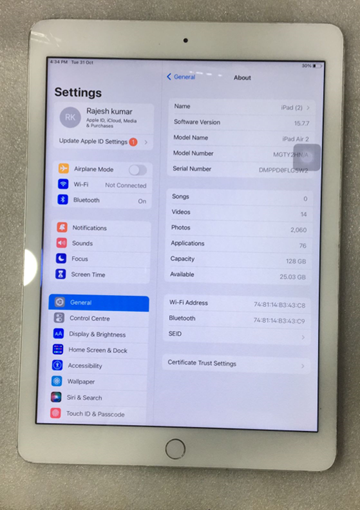 4:34 PM Tue 31 Oct
39%
Settings
RK
Rajesh kumar
Apple ID, iCloud, Media
& Purchases
Update Apple ID Settings 1
Airplane Mode
Wi-Fi Not Connected
Bluetooth On
Notifications
Sounds
Focus
Screen Time
General
Control Centre
AA Display & Brightness
Home Screen & Dock
Accessibility
Wallpaper
Siri & Search
Touch ID & Passcode
General
About
Name iPad (2)
Software Version 15.7.7
Model Name iPad Air 2
Model Number
Serial Number
Songs 0
Videos 14
Photos 2,060
Applications 76
Capacity 128 GB
Available 25.03 GB
Wi-Fi Address 74:81:14:B3:43:C8
Bluetooth 74:81:14:B3:43:C9
SEID
Certificate Trust Settings